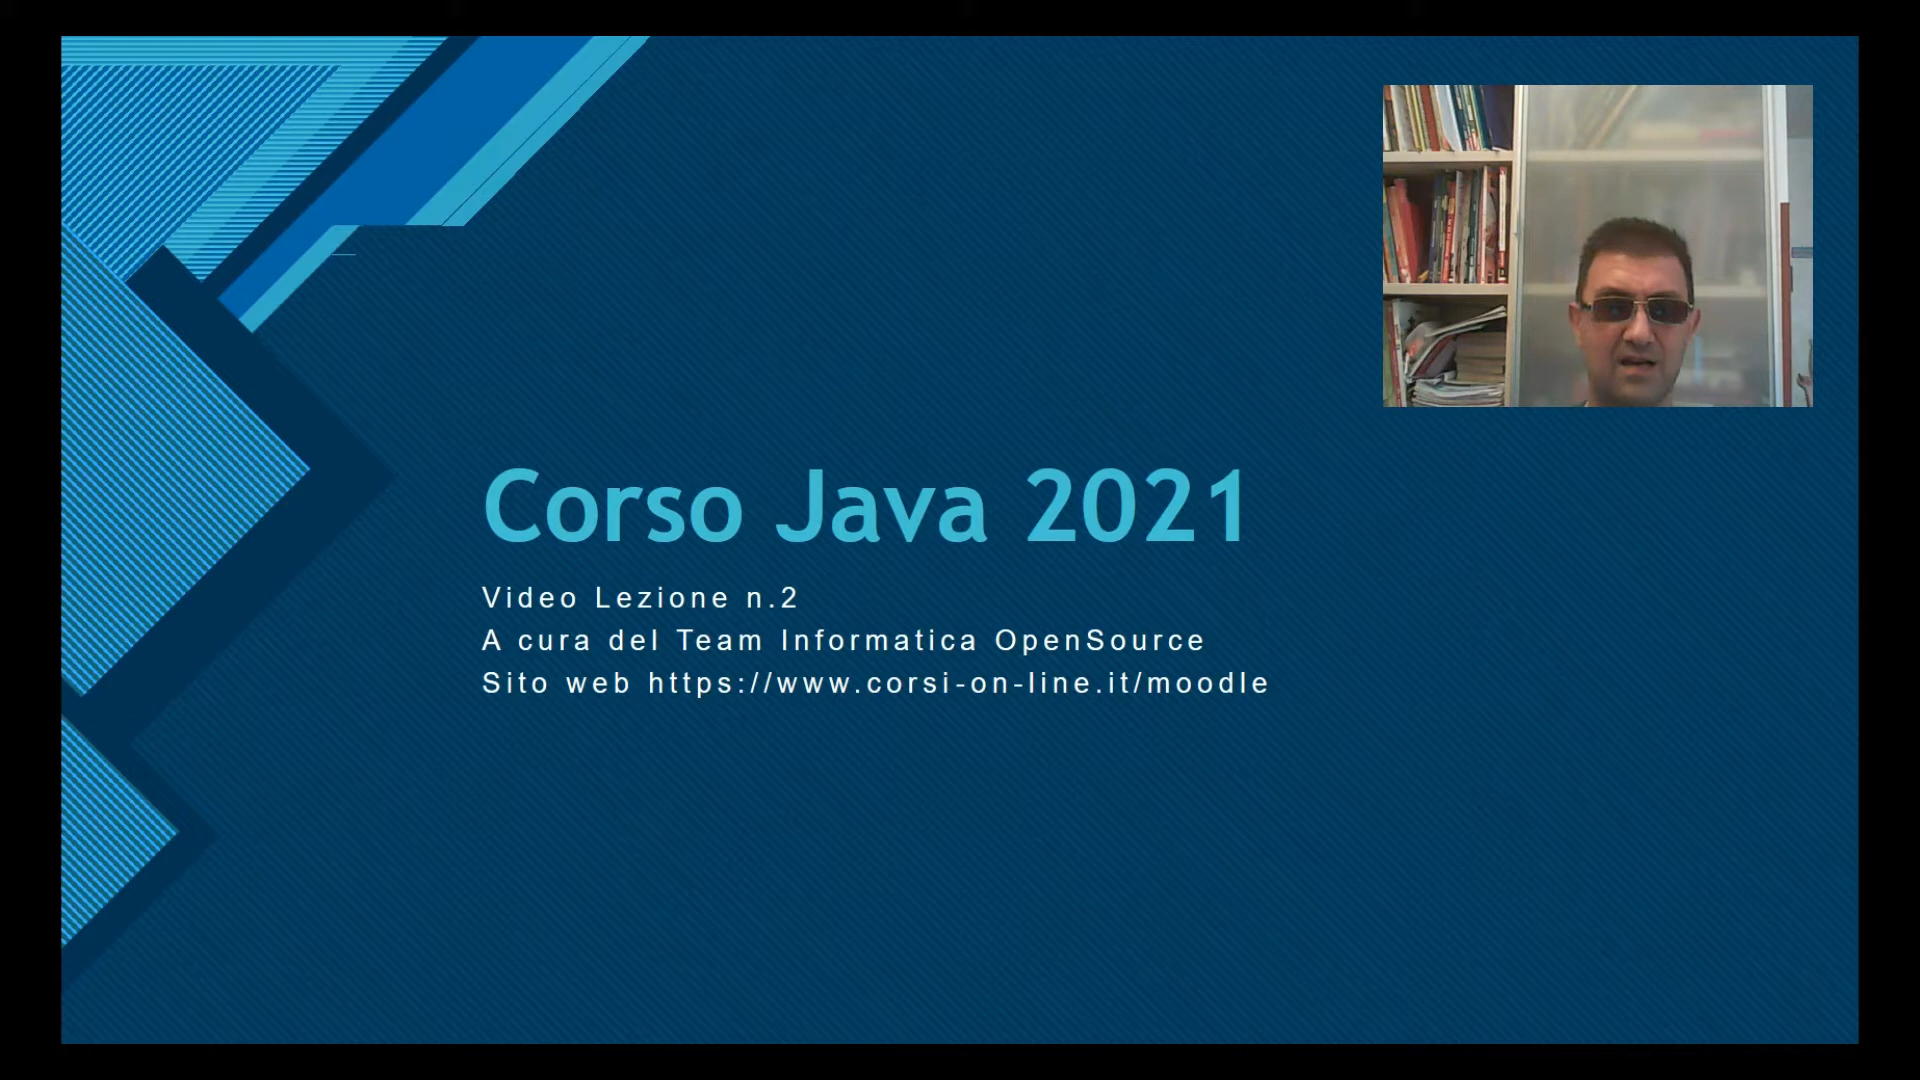 Corso Java 2021
Video Lezione n.2
A cura del Team Informatica OpenSource
Sito web https://www.corsi-on-line.it/moodle